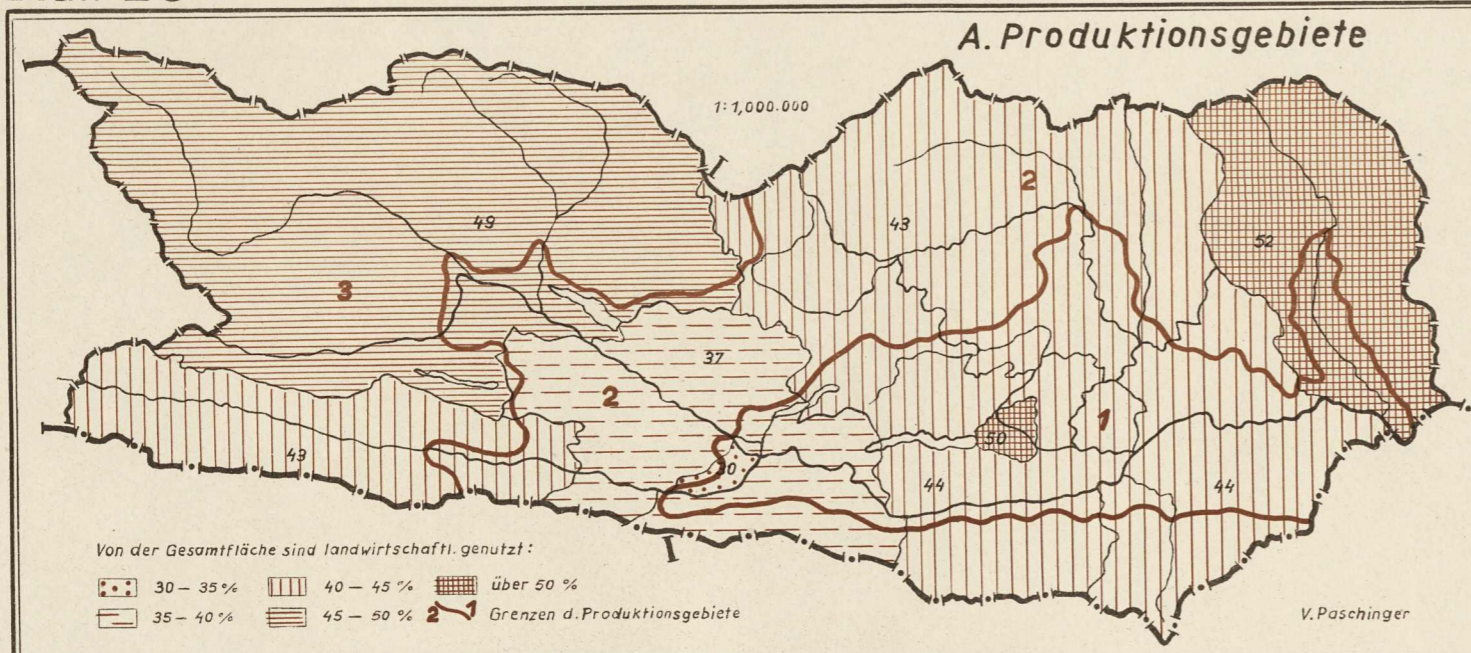 A. Produktionsgebiete
1:1,000.000
2
43
52
49
3
37
2
1
50
43
30
44
44
Von der Gesamtfläche sind landwirtschaftl. genutzt:
30 – 35 % 40 – 45 % über 50 %
35 – 40 % 45 – 50 % 2 1 Grenzen d. Produktionsgebiete
V. Paschinger